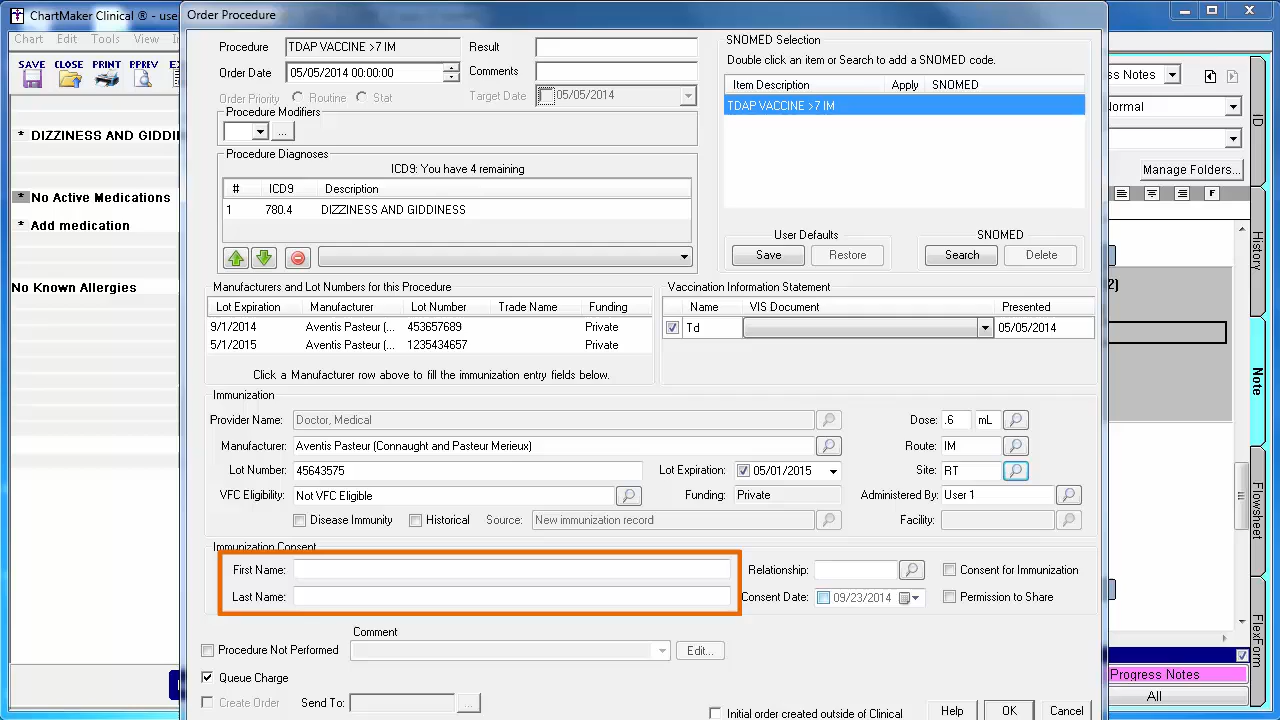 ChartMaker Clinical ® - use
Chart Edit Tools View In
SAVE CLOSE PRINT PPREV
* DIZZINESS AND GIDDIN
* No Active Medications
* Add medication
No Known Allergies
Order Procedure
Procedure TDAP VACCINE >7 IM Result
Order Date 05/05/2014 00:00:00 Comments
Order Priority Routine Stat Target Date 05/05/2014
Procedure Modifiers
...
Procedure Diagnoses
ICD9: You have 4 remaining
# ICD9 Description
1 780.4 DIZZINESS AND GIDDINESS
SNOMED Selection
Double click an item or Search to add a SNOMED code.
Item Description Apply SNOMED
TDAP VACCINE >7 IM
User Defaults SNOMED
Save Restore Search Delete
Manufacturers and Lot Numbers for this Procedure
Lot Expiration Manufacturer Lot Number Trade Name Funding
9/1/2014 Aventis Pasteur (... 453657689 Private
5/1/2015 Aventis Pasteur (... 1235434657 Private
Click a Manufacturer row above to fill the immunization entry fields below.
Vaccination Information Statement
Name VIS Document Presented
Td 05/05/2014
Immunization
Provider Name: Doctor, Medical Dose: .6 mL
Manufacturer: Aventis Pasteur (Connaught and Pasteur Merieux) Route: IM
Lot Number: 45643575 Lot Expiration: 05/01/2015 Site: RT
VFC Eligibility: Not VFC Eligible Funding: Private Administered By: User 1
Disease Immunity Historical Source: New immunization record Facility:
Immunization Consent
First Name: Relationship: Consent for Immunization
Last Name: Consent Date: 09/23/2014 Permission to Share
Comment
Procedure Not Performed Edit...
Queue Charge
Create Order Send To: ...
Initial order created outside of Clinical Help OK Cancel
ss Notes
Normal
Manage Folders...
F
2)
Progress Notes
All
ID
History
Note
Flowsheet
FlexForm